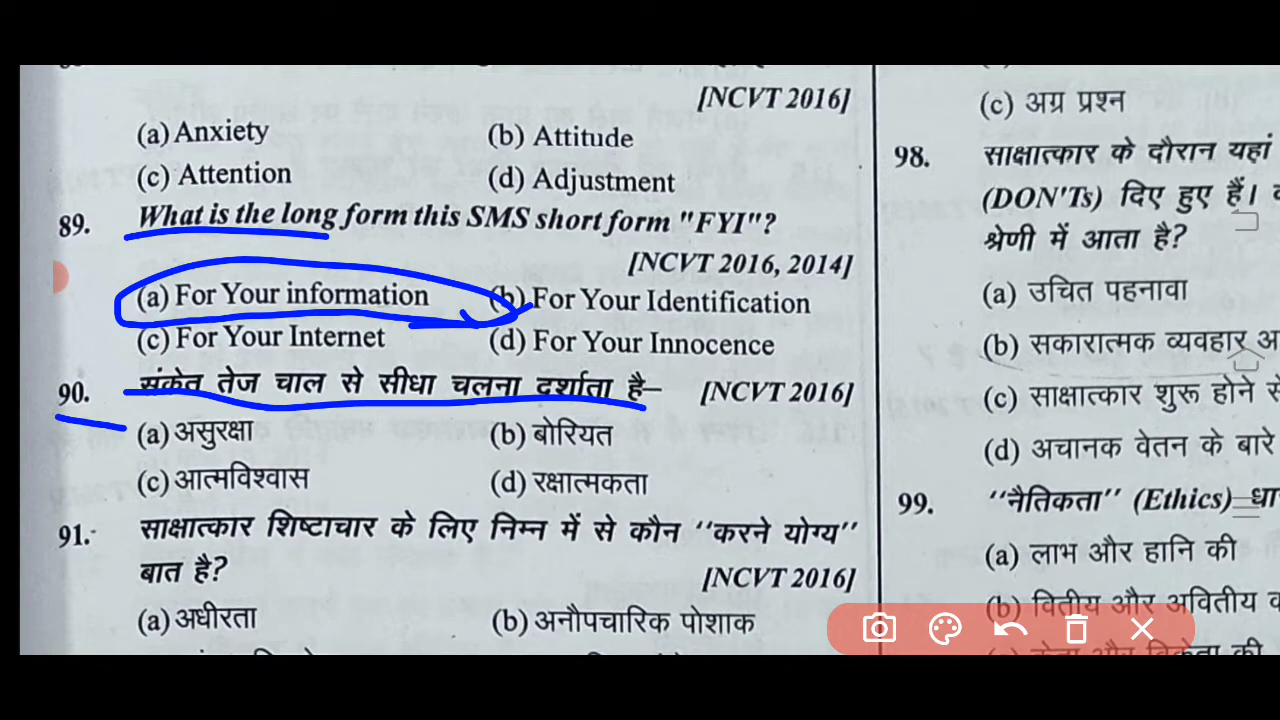 [NCVT 2016]
(a) Anxiety (b) Attitude
(c) Attention (d) Adjustment
89. What is the long form this SMS short form "FYI"?
[NCVT 2016, 2014]
(a) For Your information (b) For Your Identification
(c) For Your Internet (d) For Your Innocence
90. संकेत तेज चाल से सीधा चलना दर्शाता है– [NCVT 2016]
(a) असुरक्षा (b) बोरियत
(c) आत्मविश्वास (d) रक्षात्मकता
91. साक्षात्कार शिष्टाचार के लिए निम्न में से कौन ‘‘करने योग्य’’
बात है?
[NCVT 2016]
(a) अधीरता (b) अनौपचारिक पोशाक
(c) अग्र प्रश्न
98. साक्षात्कार के दौरान यहां
(DON'Ts) दिए हुए हैं।
श्रेणी में आता है?
(a) उचित पहनावा
(b) सकारात्मक व्यवहार
(c) साक्षात्कार शुरू होने से
(d) अचानक वेतन के बारे
99. ‘‘नैतिकता’’ (Ethics)
(a) लाभ और हानि की
(b) वितीय और अवितीय